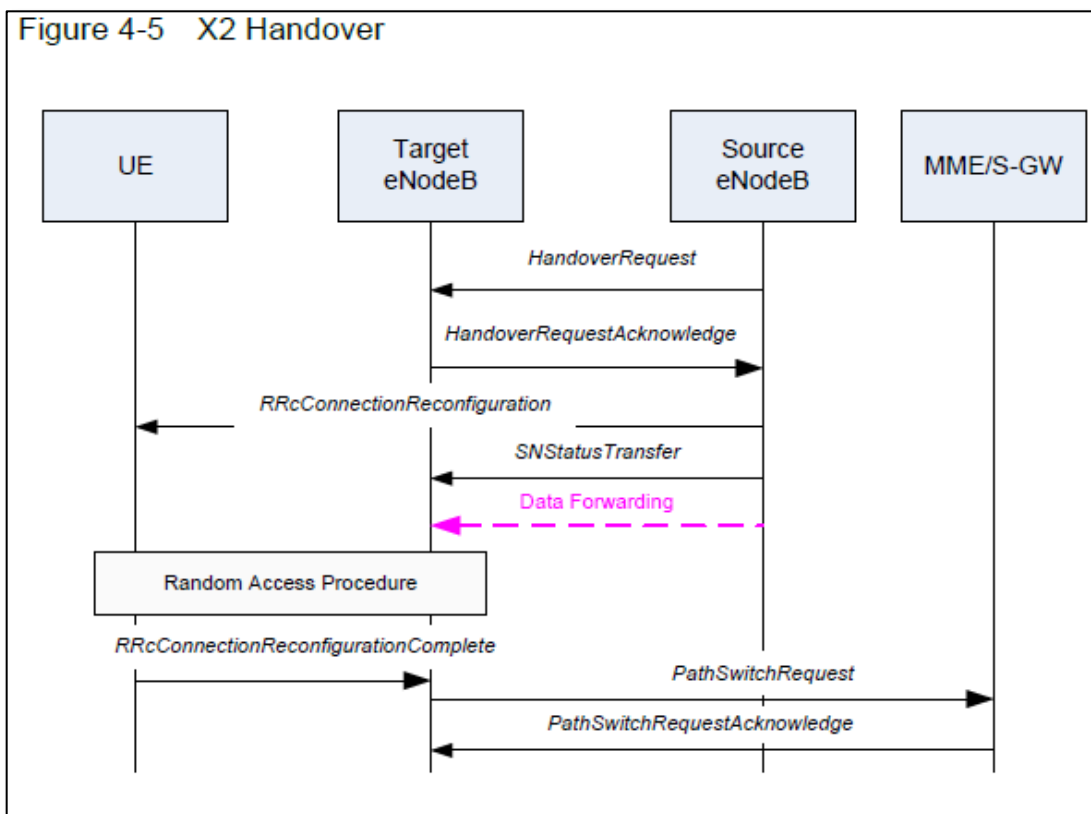 Figure 4-5 X2 Handover
UE
Target
eNodeB
Source
eNodeB
MME/S-GW
HandoverRequest
HandoverRequestAcknowledge
RRcConnectionReconfiguration
SNStatusTransfer
Data Forwarding
Random Access Procedure
RRcConnectionReconfigurationComplete
PathSwitchRequest
PathSwitchRequestAcknowledge